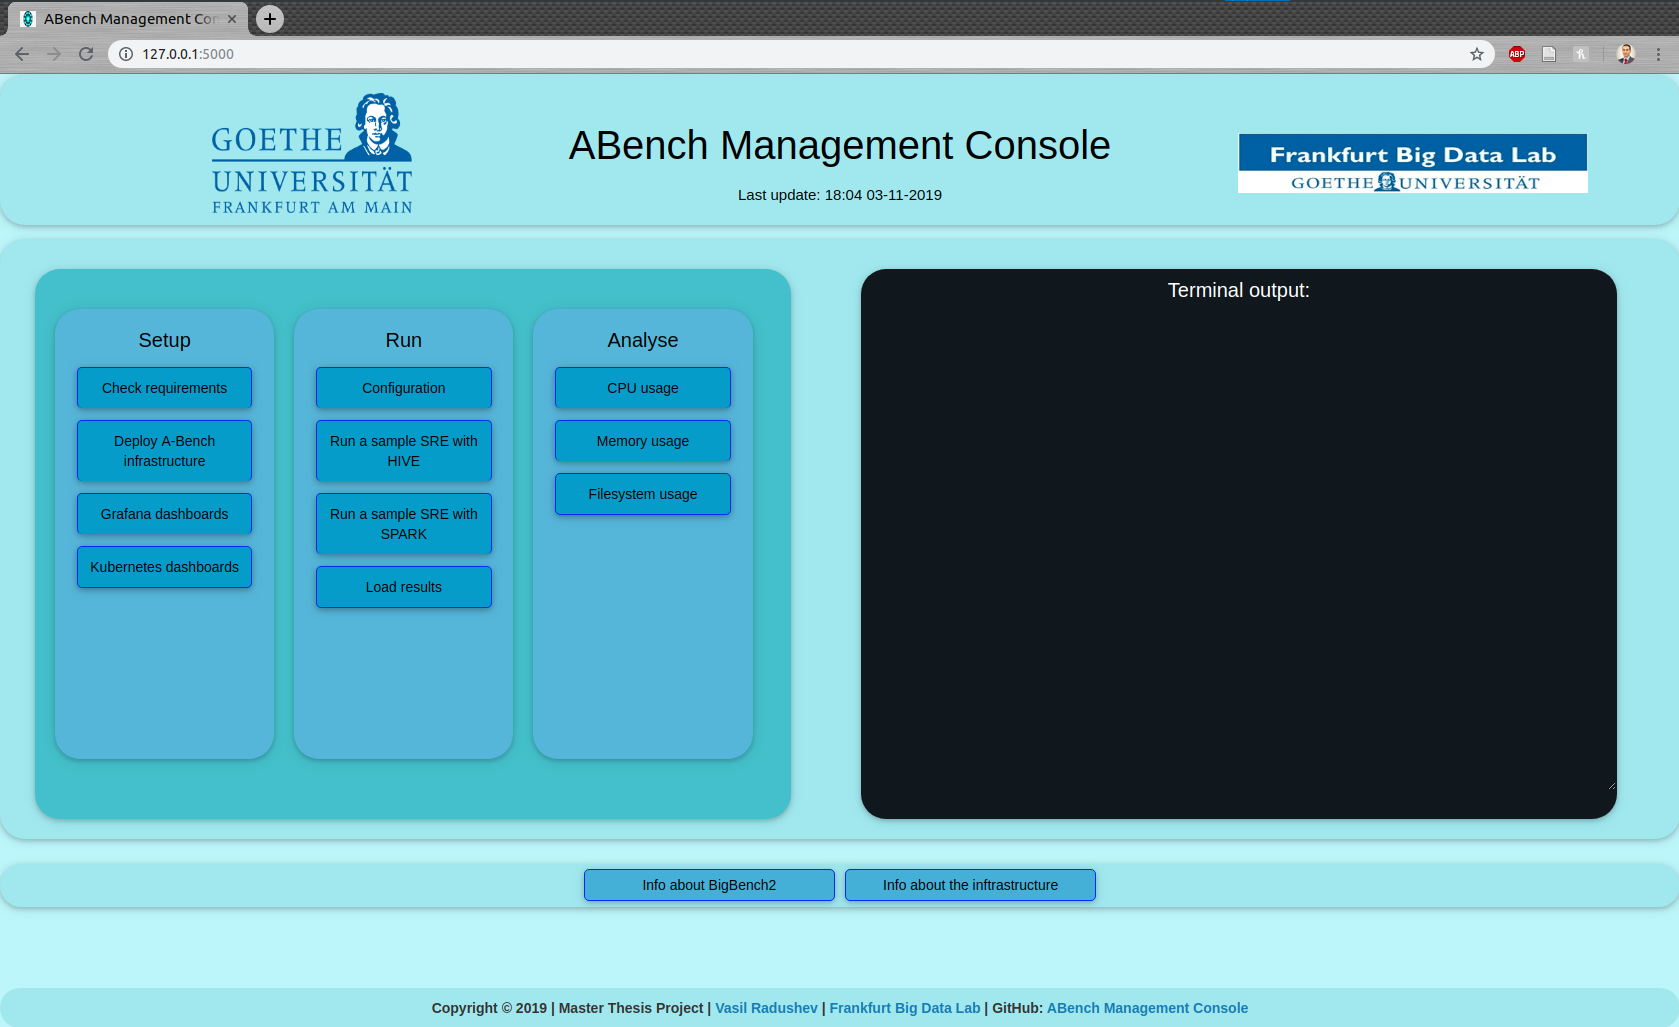 ABench Management Cor
127.0.0.1:5000
ABP
GOETHE
UNIVERSITÄT
FRANKFURT AM MAIN
ABench Management Console
Last update: 18:04 03-11-2019
Frankfurt Big Data Lab
GOETHE UNIVERSITÄT
Setup
Check requirements
Deploy A-Bench
infrastructure
Grafana dashboards
Kubernetes dashboards
Run
Configuration
Run a sample SRE with
HIVE
Run a sample SRE with
SPARK
Load results
Analyse
CPU usage
Memory usage
Filesystem usage
Terminal output:
Info about BigBench2
Info about the inftrastructure
Copyright © 2019 | Master Thesis Project | Vasil Radushev | Frankfurt Big Data Lab | GitHub: ABench Management Console